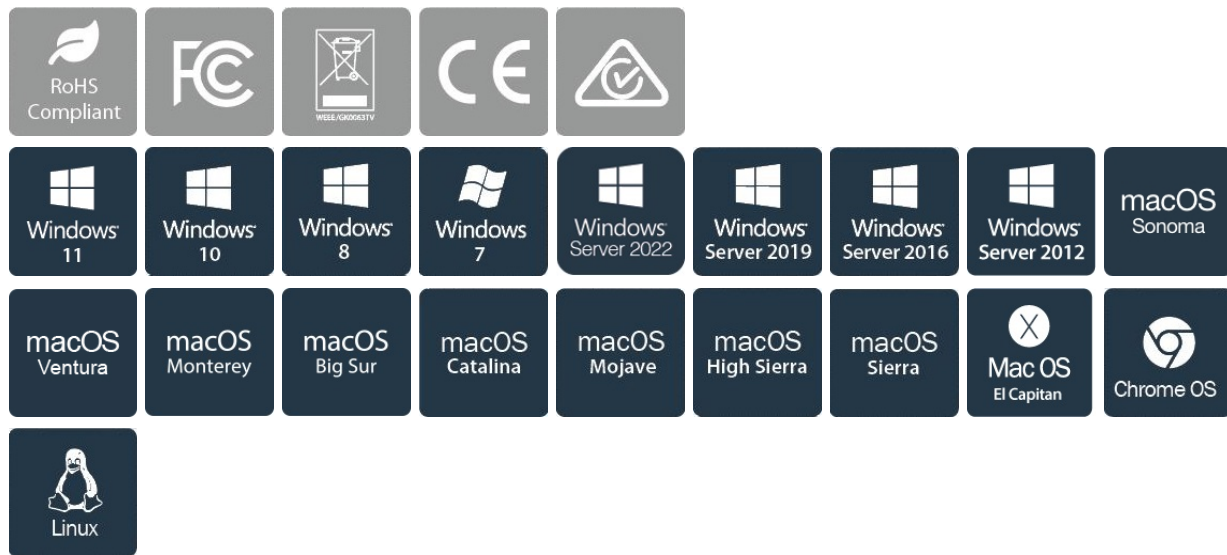 RoHS
Compliant
FC
WEEE/GK0083TV
CE
Windows
11
Windows
10
Windows
8
Windows
7
Windows
Server 2022
Windows
Server 2019
Windows
Server 2016
Windows
Server 2012
macOS
Sonoma
macOS
Ventura
macOS
Monterey
macOS
Big Sur
macOS
Catalina
macOS
Mojave
macOS
High Sierra
macOS
Sierra
X
Mac OS
El Capitan
Chrome OS
Linux